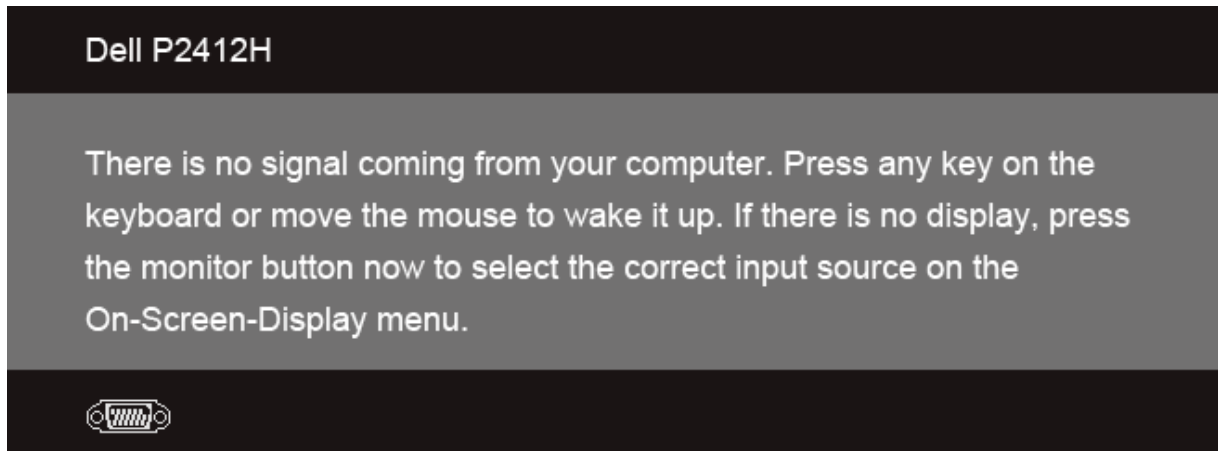 Dell P2412H
There is no signal coming from your computer. Press any key on the
keyboard or move the mouse to wake it up. If there is no display, press
the monitor button now to select the correct input source on the
On-Screen-Display menu.